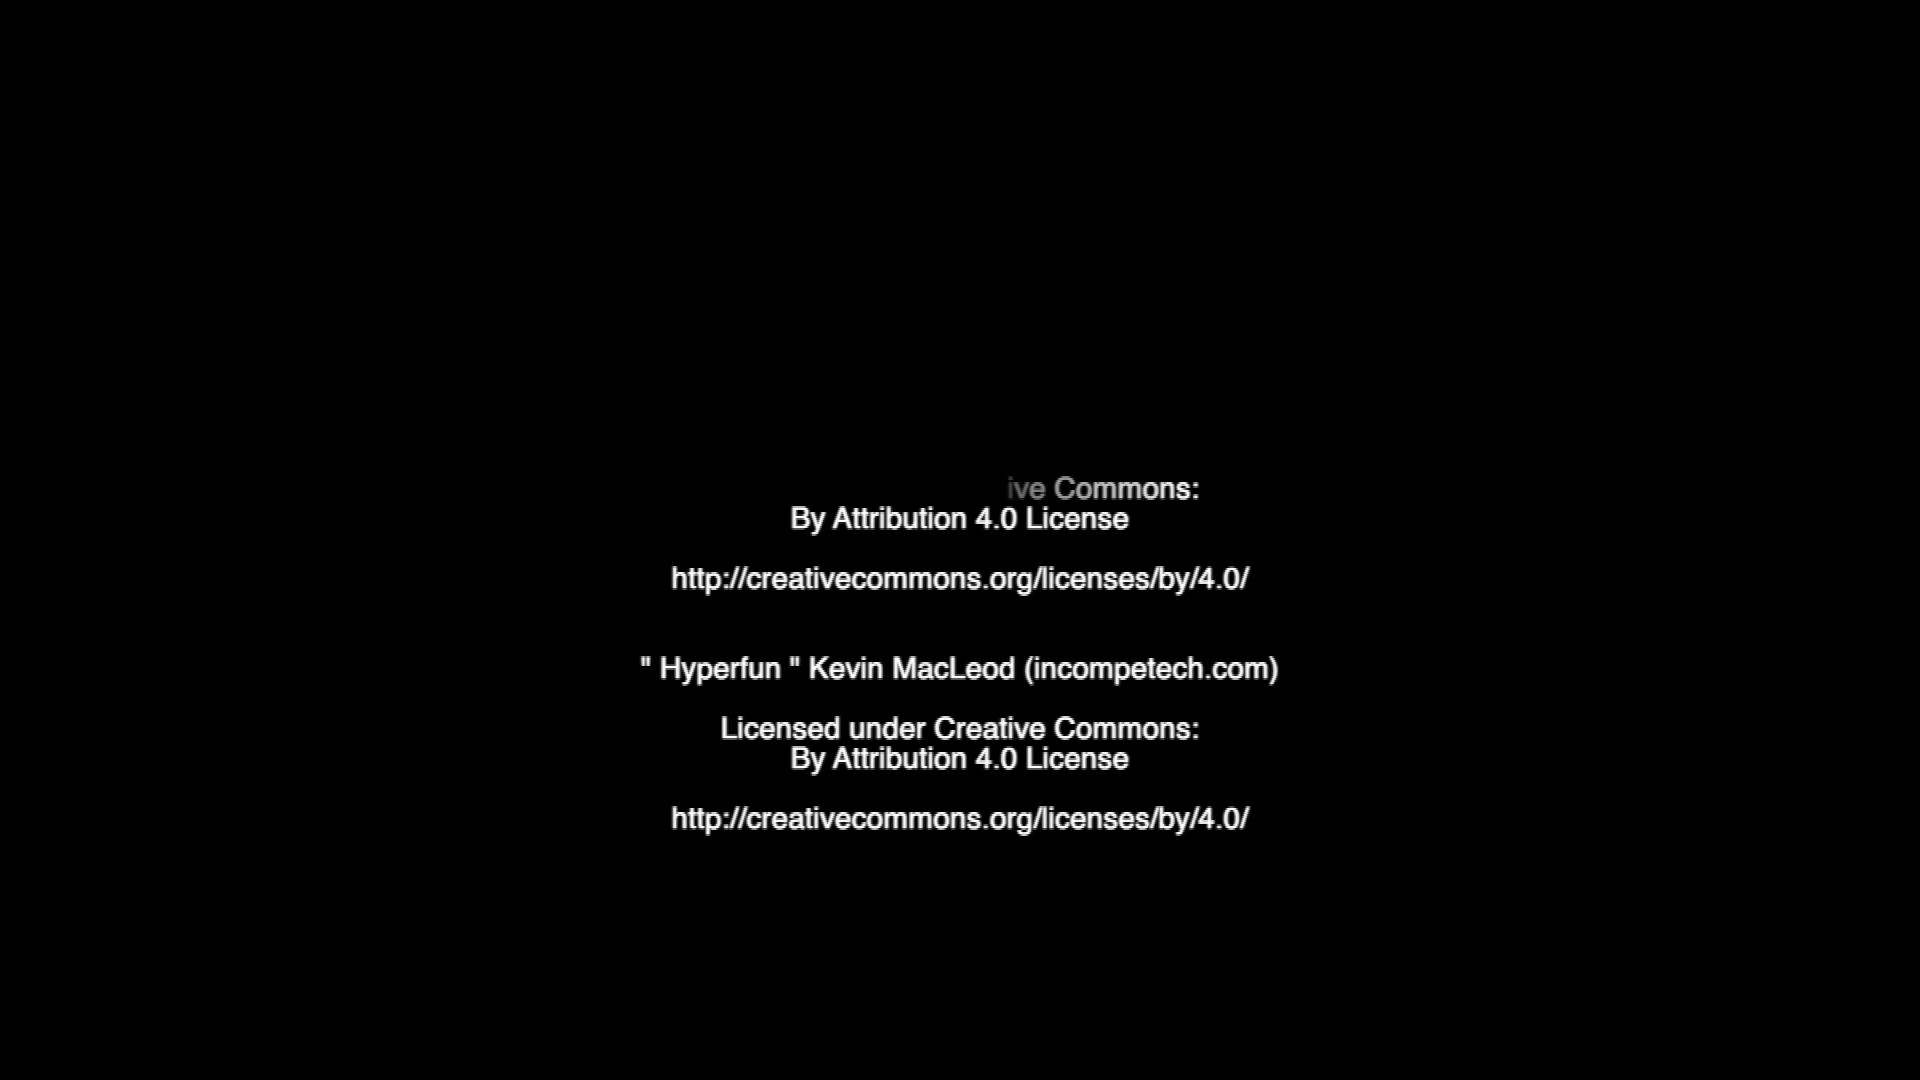 ive Commons:
By Attribution 4.0 License
http://creativecommons.org/licenses/by/4.0/
" Hyperfun " Kevin MacLeod (incompetech.com)
Licensed under Creative Commons:
By Attribution 4.0 License
http://creativecommons.org/licenses/by/4.0/